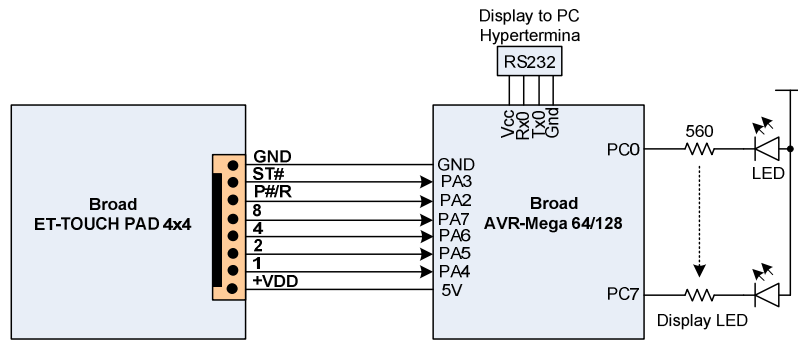 Display to PC
Hypertermina
RS232
Vcc
Rx0
Tx0
Gnd
Broad
ET-TOUCH PAD 4x4
GND
ST#
P#/R
8
4
2
1
+VDD
GND
PA3
PA2
PA7
PA6
PA5
PA4
5V
Broad
AVR-Mega 64/128
PC0
PC7
560
LED
Display LED